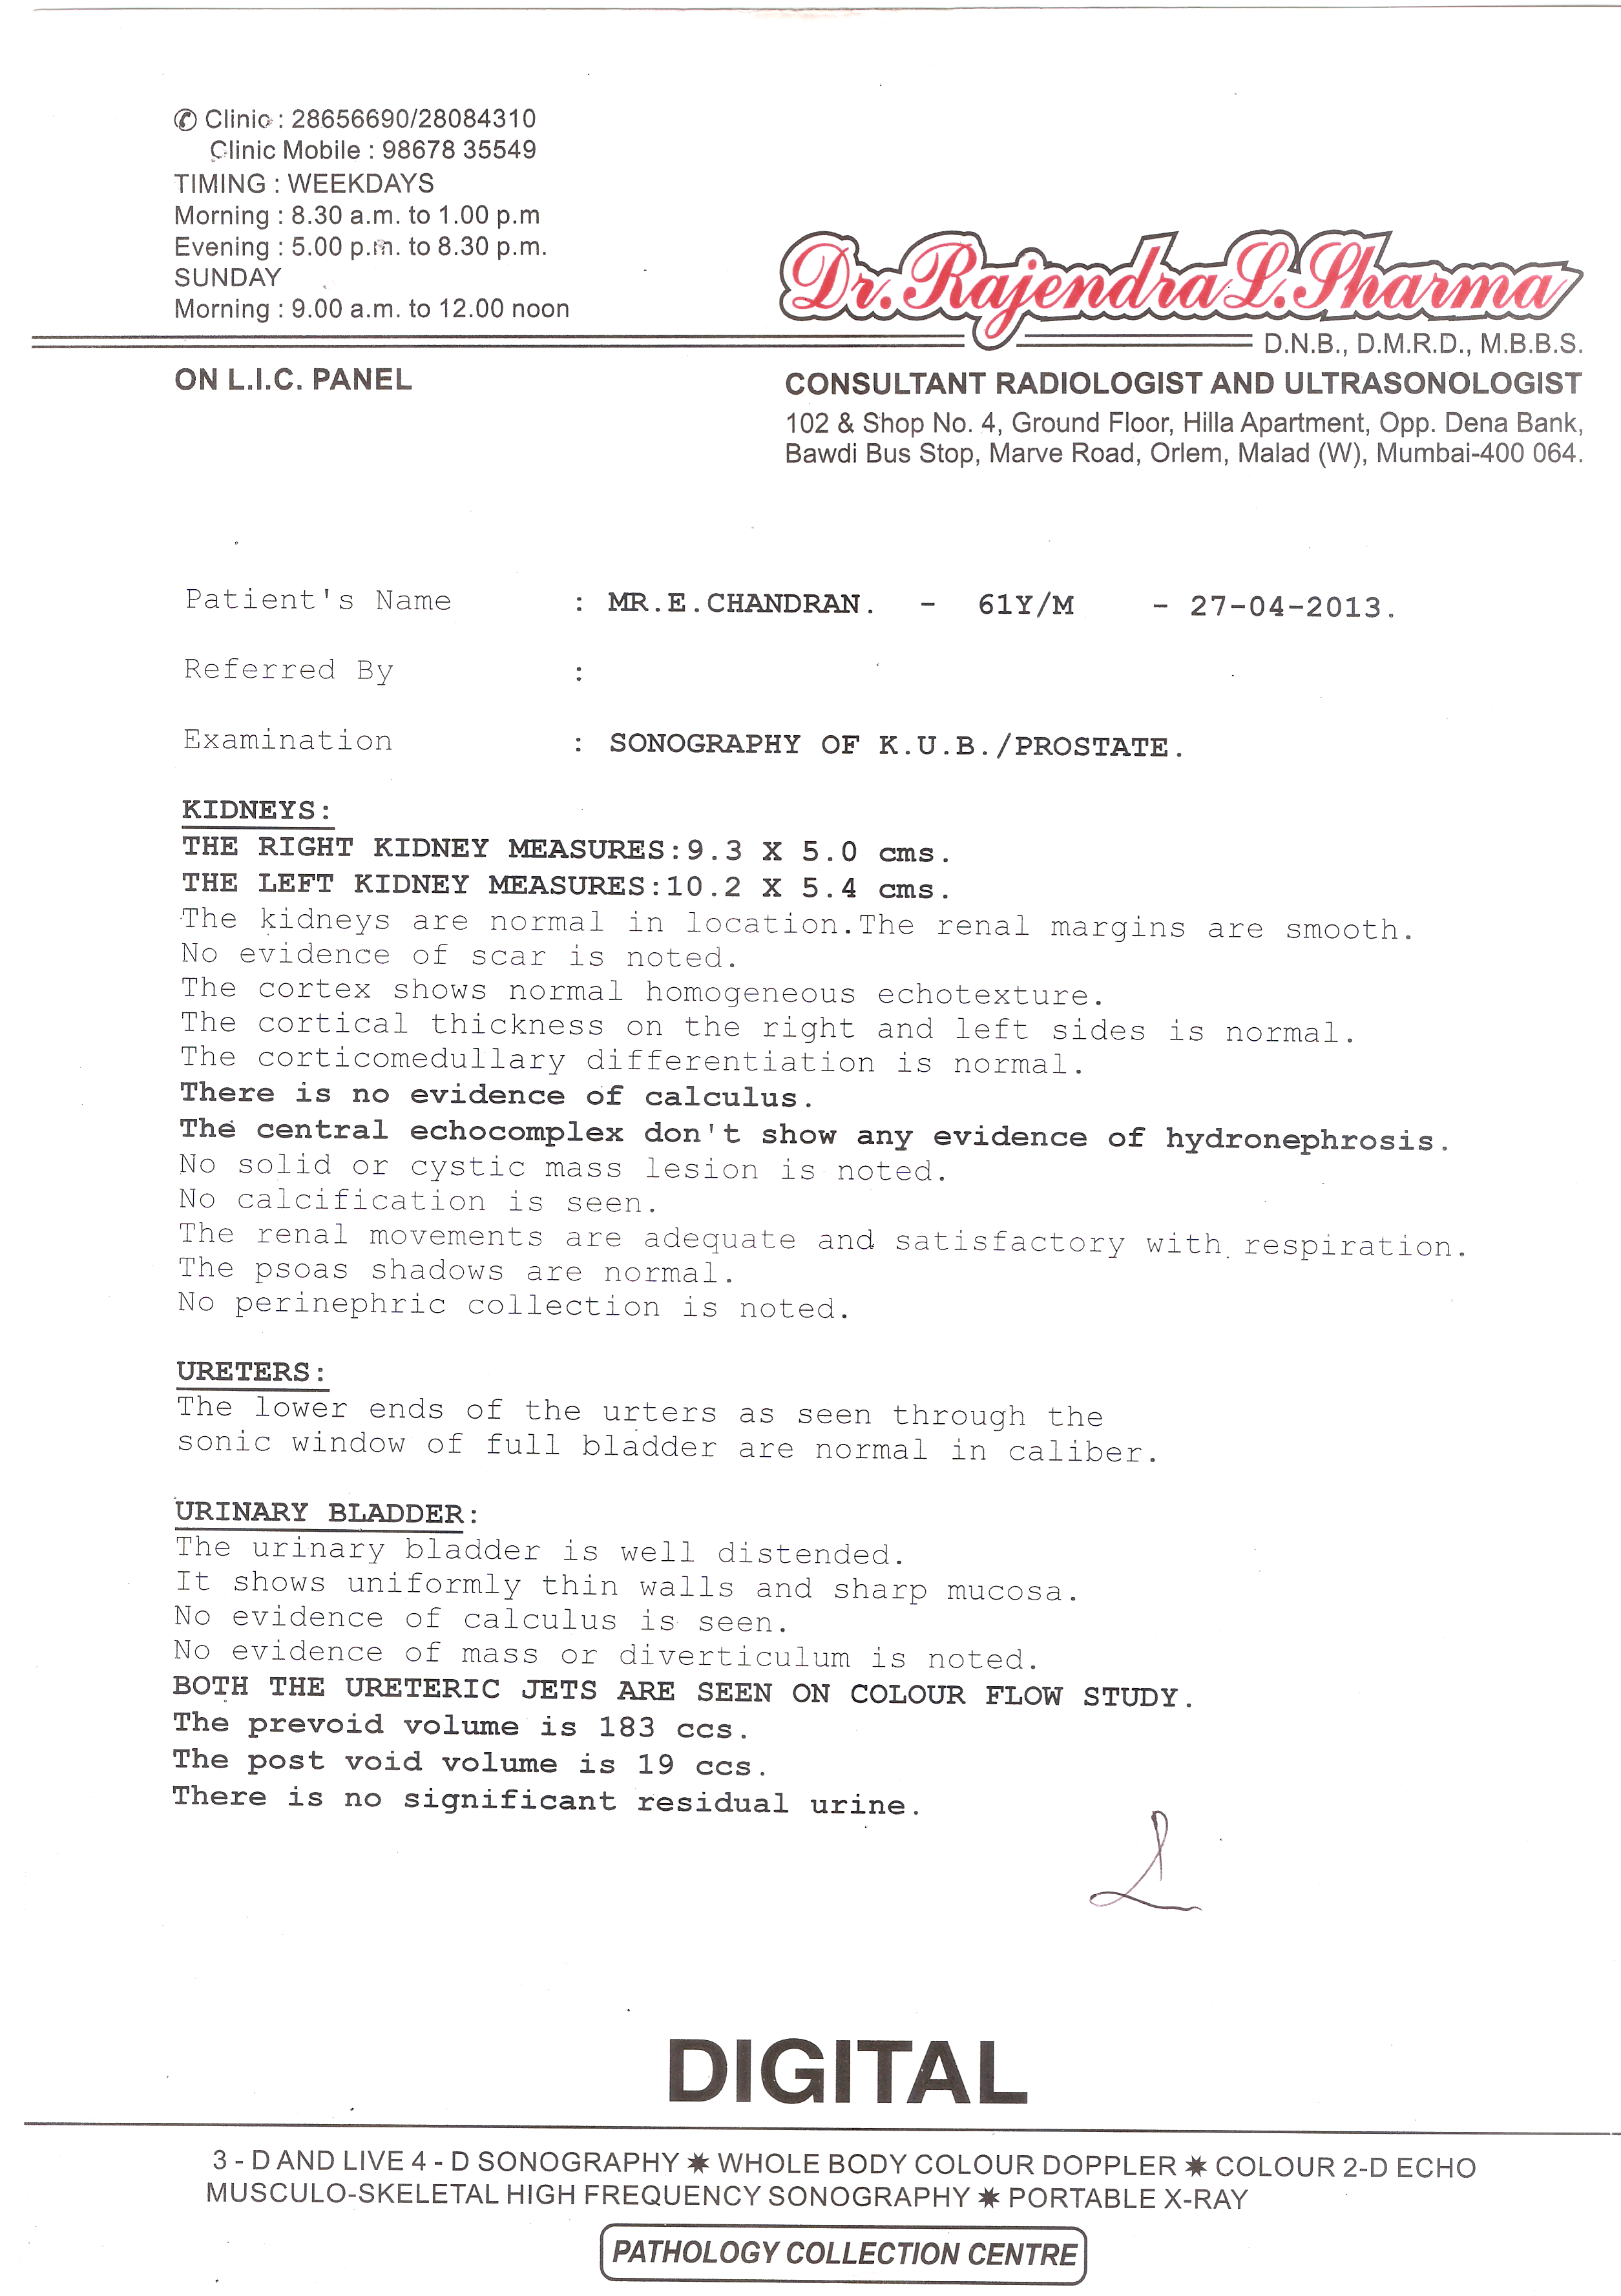 ✆ Clinic : 28656690/28084310
Clinic Mobile : 98678 35549
TIMING : WEEKDAYS
Morning : 8.30 a.m. to 1.00 p.m
Evening : 5.00 p.m. to 8.30 p.m.
SUNDAY
Morning : 9.00 a.m. to 12.00 noon
Dr. Rajendra L. Sharma
D.N.B., D.M.R.D., M.B.B.S.
ON L.I.C. PANEL
CONSULTANT RADIOLOGIST AND ULTRASONOLOGIST
102 & Shop No. 4, Ground Floor, Hilla Apartment, Opp. Dena Bank,
Bawdi Bus Stop, Marve Road, Orlem, Malad (W), Mumbai-400 064.
Patient's Name : MR.E.CHANDRAN. - 61Y/M - 27-04-2013.
Referred By :
Examination : SONOGRAPHY OF K.U.B./PROSTATE.
KIDNEYS:
THE RIGHT KIDNEY MEASURES:9.3 X 5.0 cms.
THE LEFT KIDNEY MEASURES:10.2 X 5.4 cms.
The kidneys are normal in location.The renal margins are smooth.
No evidence of scar is noted.
The cortex shows normal homogeneous echotexture.
The cortical thickness on the right and left sides is normal.
The corticomedullary differentiation is normal.
There is no evidence of calculus.
The central echocomplex don't show any evidence of hydronephrosis.
No solid or cystic mass lesion is noted.
No calcification is seen.
The renal movements are adequate and satisfactory with respiration.
The psoas shadows are normal.
No perinephric collection is noted.
URETERS:
The lower ends of the urters as seen through the
sonic window of full bladder are normal in caliber.
URINARY BLADDER:
The urinary bladder is well distended.
It shows uniformly thin walls and sharp mucosa.
No evidence of calculus is seen.
No evidence of mass or diverticulum is noted.
BOTH THE URETERIC JETS ARE SEEN ON COLOUR FLOW STUDY.
The prevoid volume is 183 ccs.
The post void volume is 19 ccs.
There is no significant residual urine.
DIGITAL
3 - D AND LIVE 4 - D SONOGRAPHY ✷ WHOLE BODY COLOUR DOPPLER ✷ COLOUR 2-D ECHO
MUSCULO-SKELETAL HIGH FREQUENCY SONOGRAPHY ✷ PORTABLE X-RAY
PATHOLOGY COLLECTION CENTRE